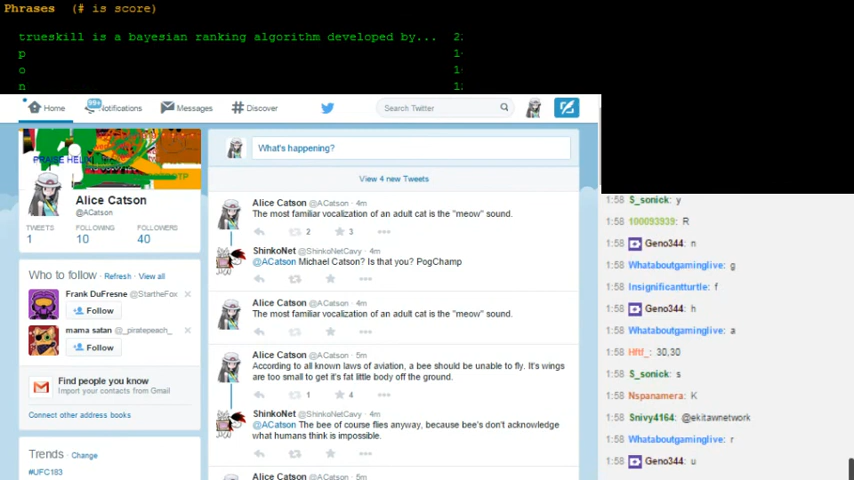 Phrases (# is score)
trueskill is a bayesian ranking algorithm developed by...
p
o
n
Home
99+
Notifications
Messages
Discover
Search Twitter
PRAISE HELIX!
Alice Catson
@ACatson
TWEETS FOLLOWING FOLLOWERS
1 10 40
Who to follow · Refresh · View all
Frank DuFresne @StartheFox
Follow
mama satan @_piratepeach_
Follow
Find people you know
Import your contacts from Gmail
Connect other address books
Trends · Change
#UFC183
What's happening?
View 4 new Tweets
Alice Catson @ACatson · 4m
The most familiar vocalization of an adult cat is the "meow" sound.
2 3
ShinkoNet @ShinkoNetCavy · 4m
@ACatson Michael Catson? Is that you? PogChamp
Alice Catson @ACatson · 4m
The most familiar vocalization of an adult cat is the "meow" sound.
Alice Catson @ACatson · 5m
According to all known laws of aviation, a bee should be unable to fly. It's wings
are too small to get it's fat little body off the ground.
1 4
ShinkoNet @ShinkoNetCavy · 4m
@ACatson The bee of course flies anyway, because bee's don't acknowledge
what humans think is impossible.
Alice Catson @ACatson · 5m
1:58 S_sonick: y
1:58 100093939: R
1:58 Geno344: n
1:58 Whataboutgaminglive: g
1:58 Insignificantturtle: f
1:58 Geno344: h
1:58 Whataboutgaminglive: a
1:58 Hftf_: 30,30
1:58 S_sonick: s
1:58 Nspanarama: K
1:58 Snivy4164: @ekitawnetwork
1:58 Whataboutgaminglive: r
1:58 Geno344: u